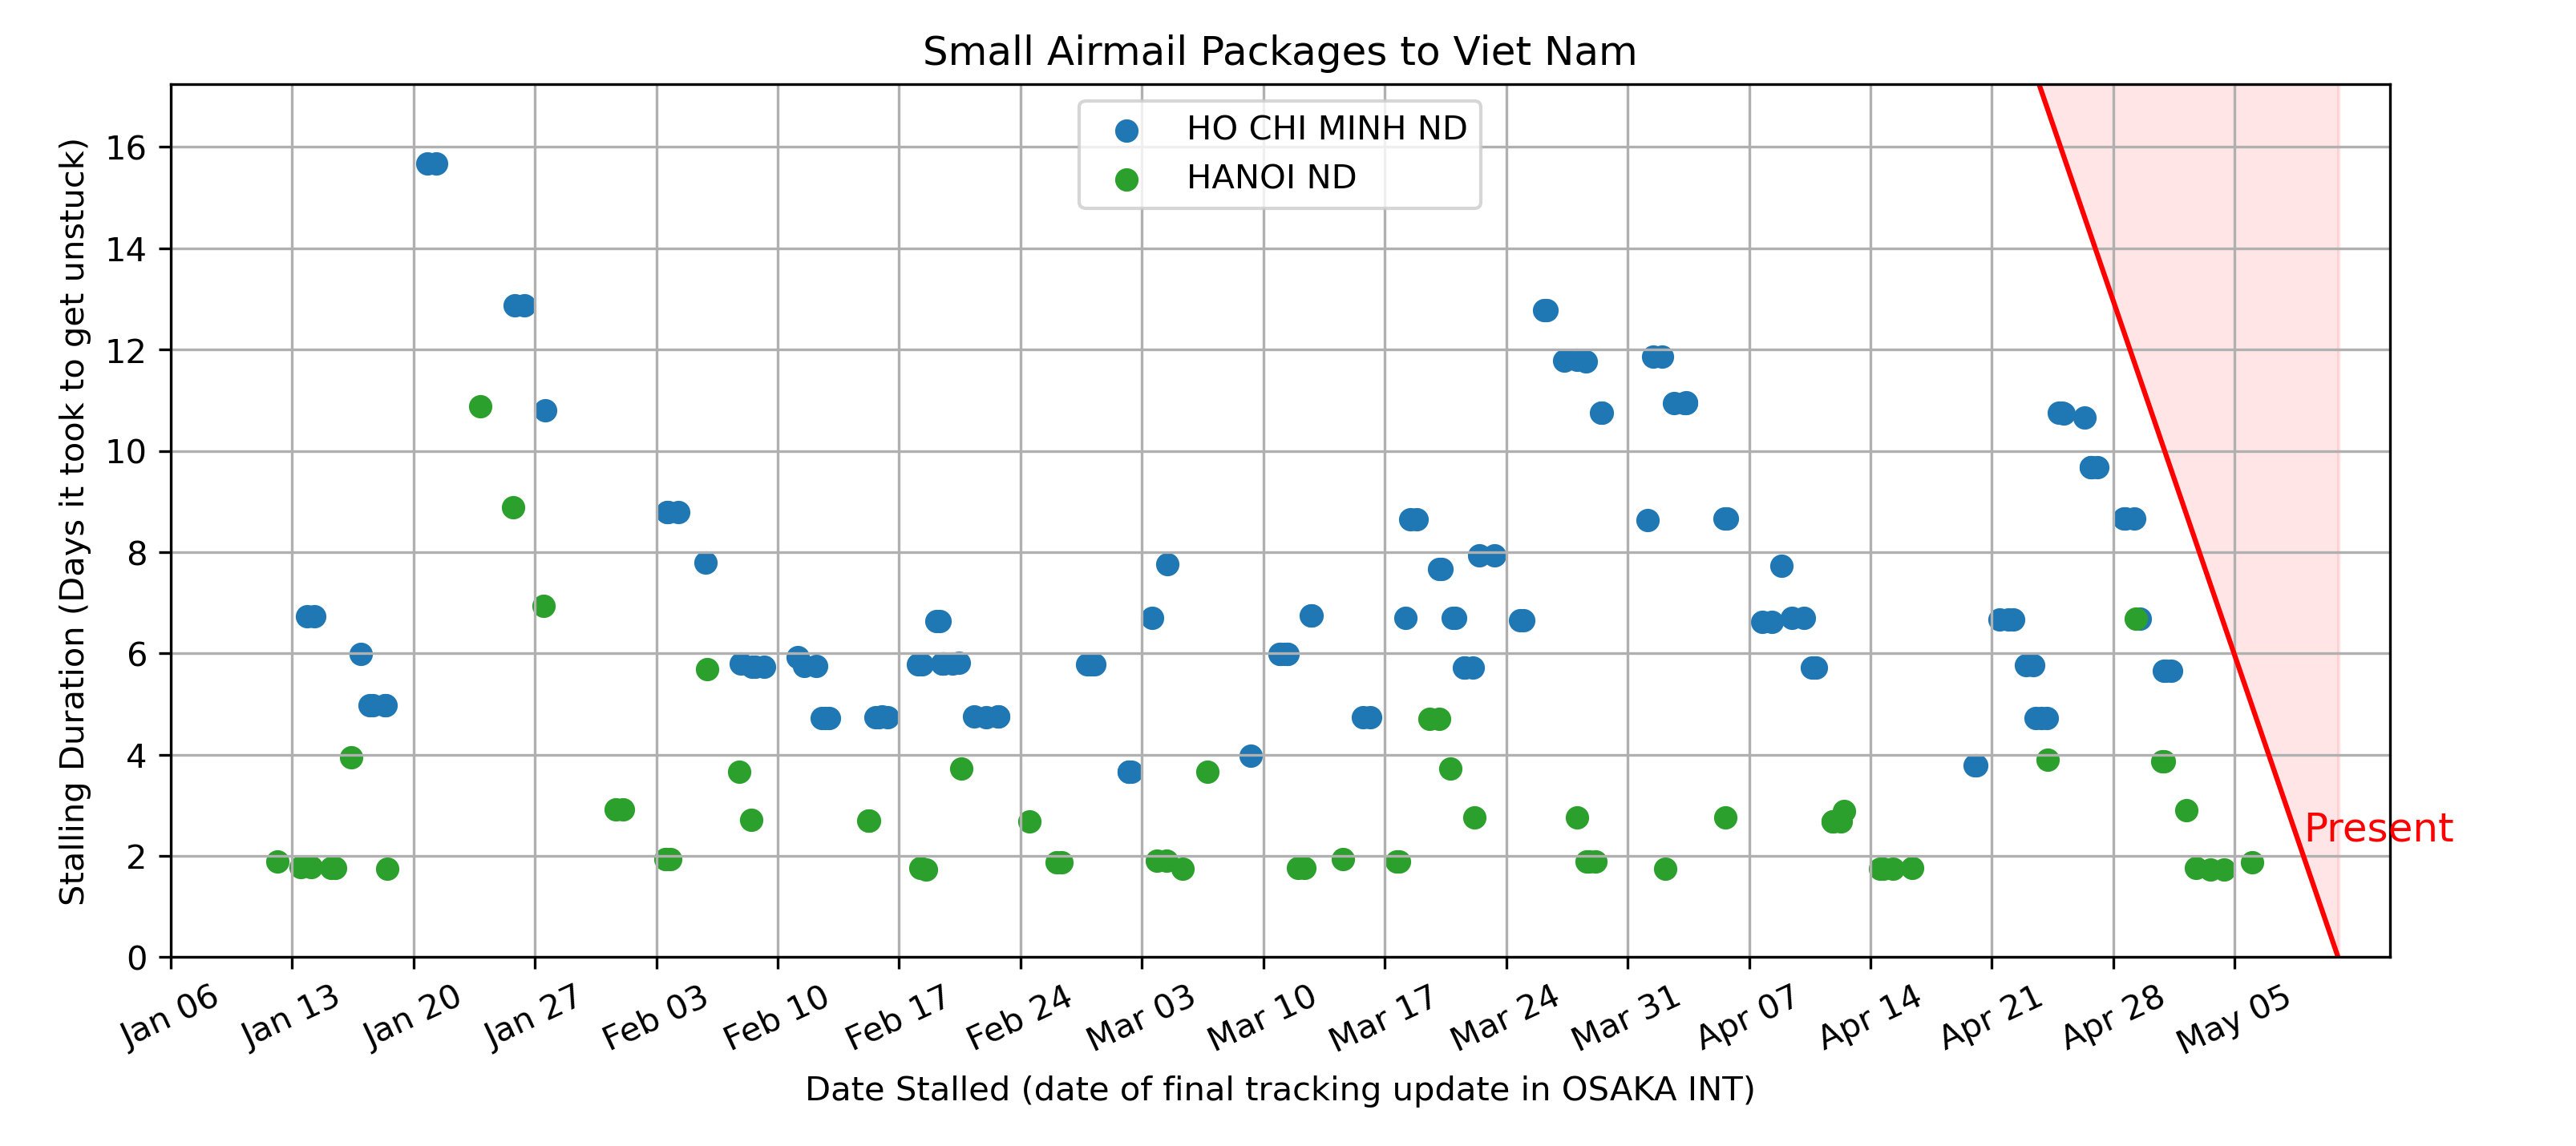 Small Airmail Packages to Viet Nam
HO CHI MINH ND
HANOI ND
Stalling Duration (Days it took to get unstuck)
16
14
12
10
8
6
4
2
0
Present
Jan 06
Jan 13
Jan 20
Jan 27
Feb 03
Feb 10
Feb 17
Feb 24
Mar 03
Mar 10
Mar 17
Mar 24
Mar 31
Apr 07
Apr 14
Apr 21
Apr 28
May 05
Date Stalled (date of final tracking update in OSAKA INT)